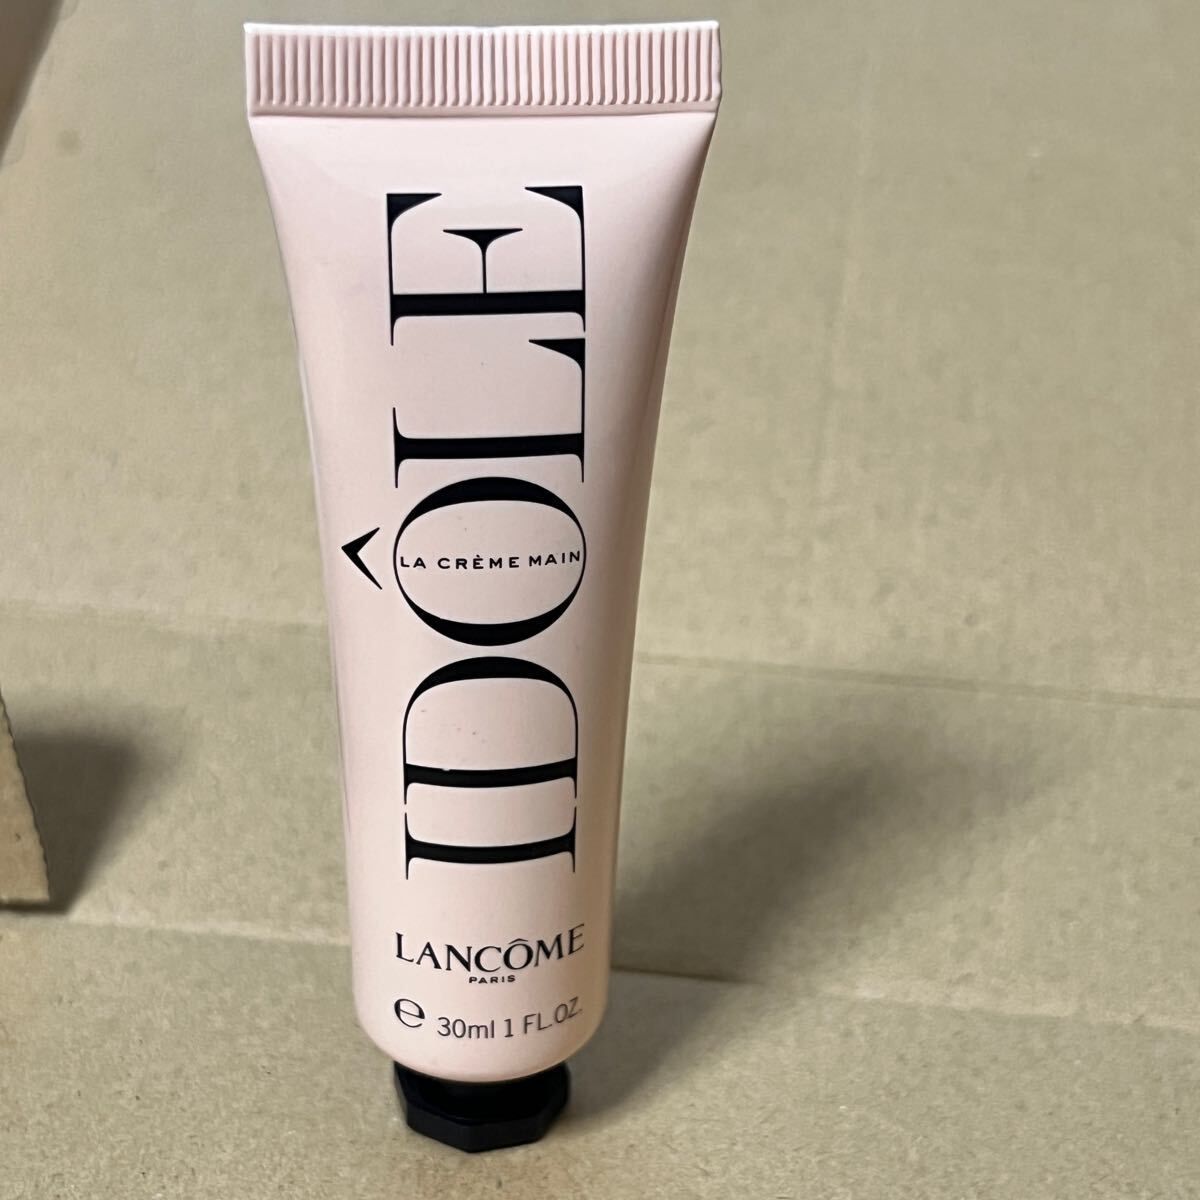 IDÔLE
LA CRÈME MAIN
LANCÔME
PARIS
℮ 30ml 1 FL.OZ.